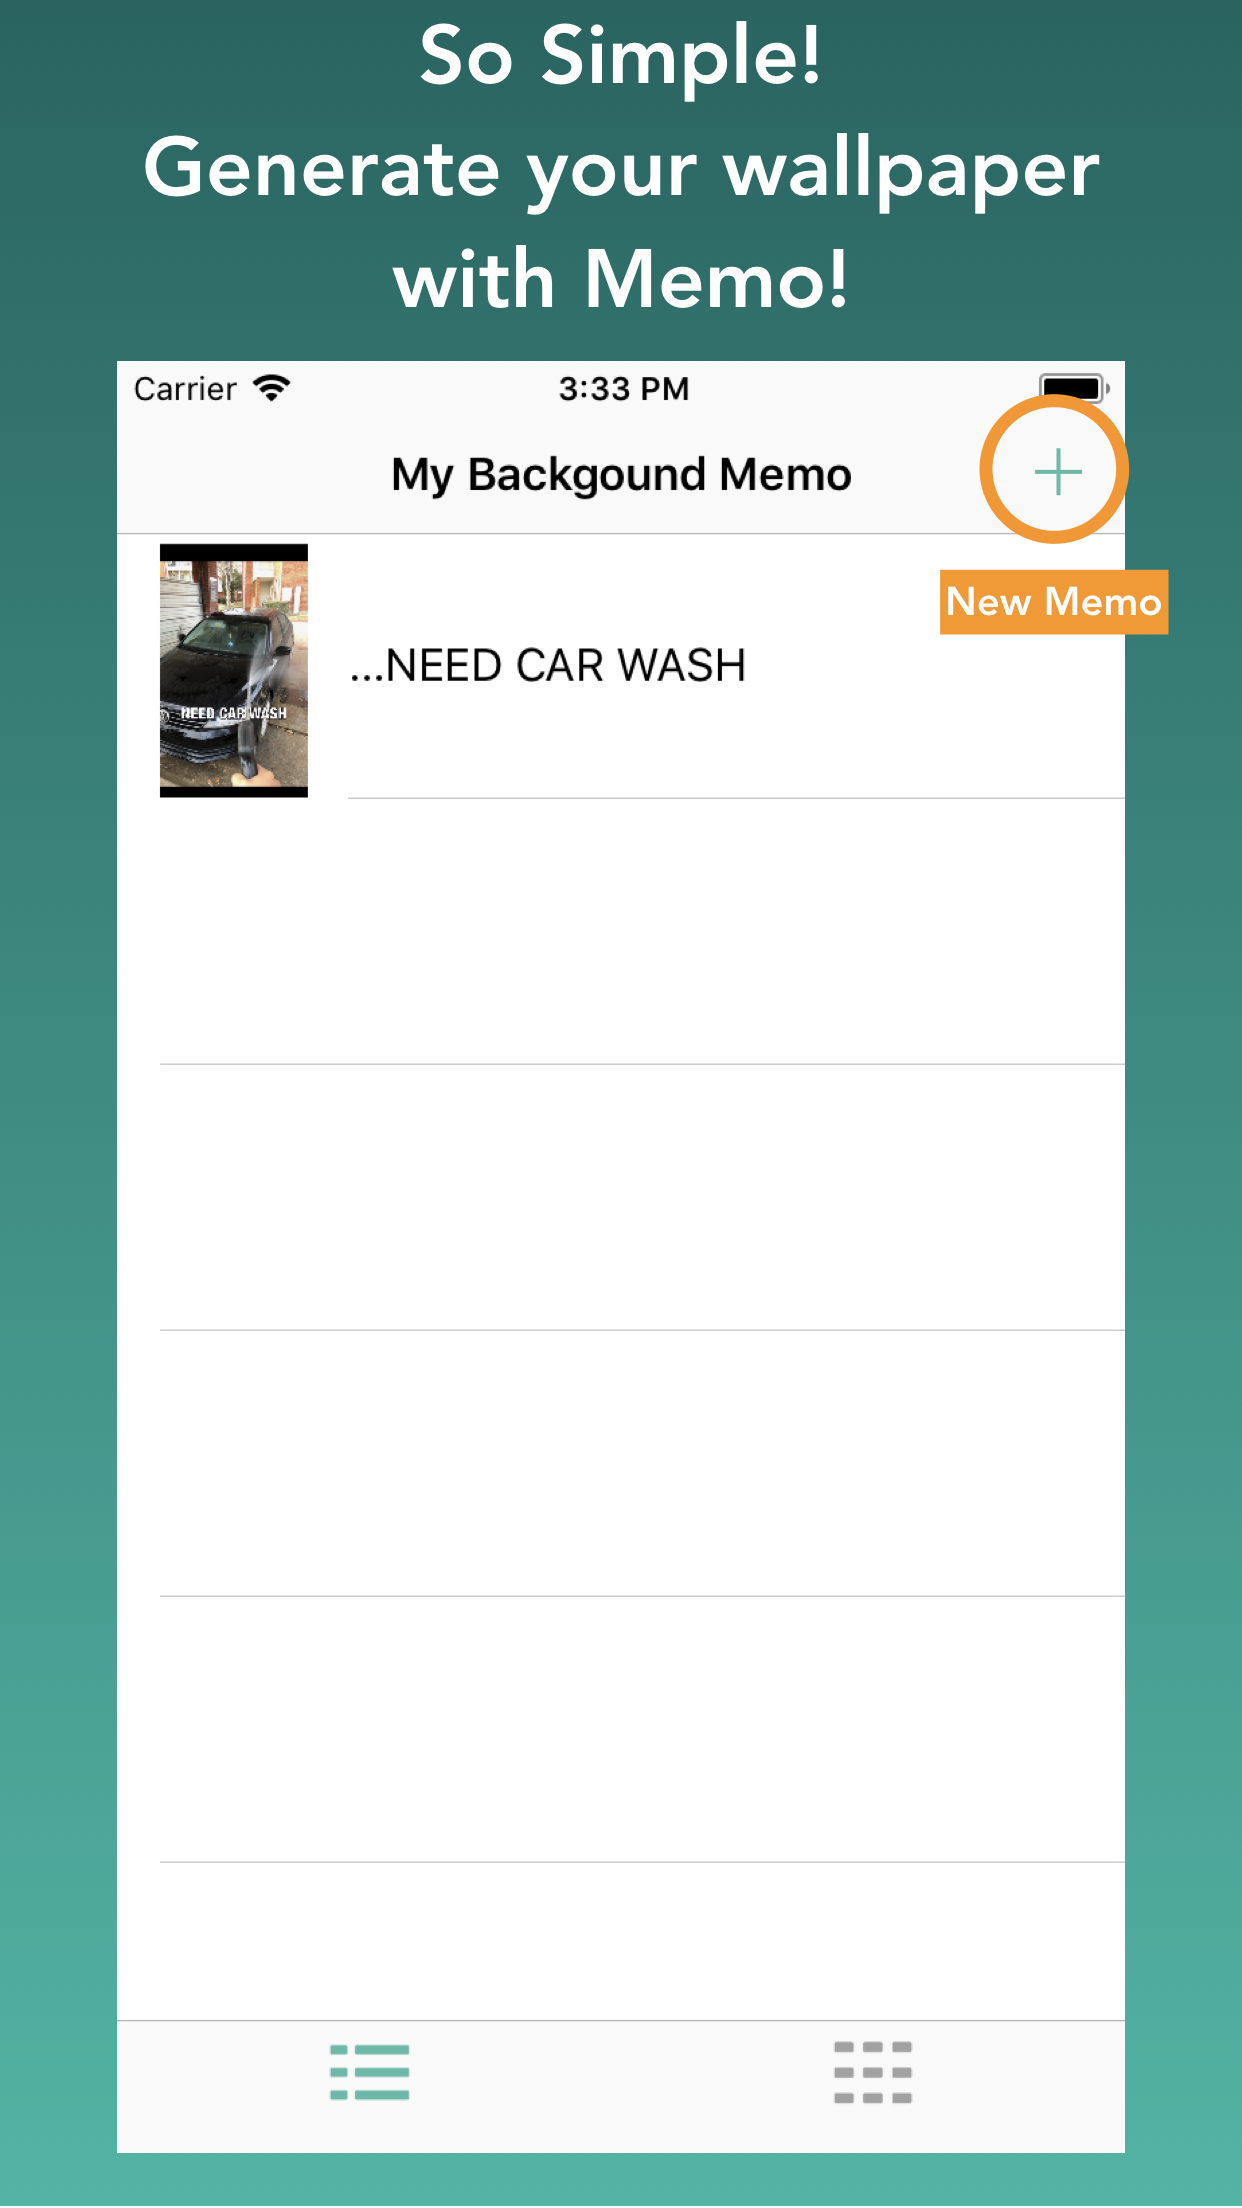 So Simple!
Generate your wallpaper
with Memo!
Carrier 3:33 PM
My Backgound Memo
New Memo
...NEED CAR WASH
NEED CAR WASH